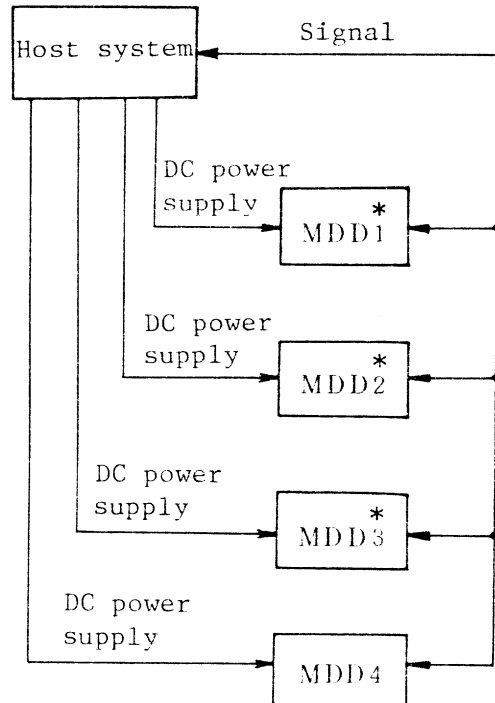 Signal
Host system
DC power
supply
*
MDD1
DC power
supply
*
MDD2
DC power
supply
*
MDD3
DC power
supply
MDD4